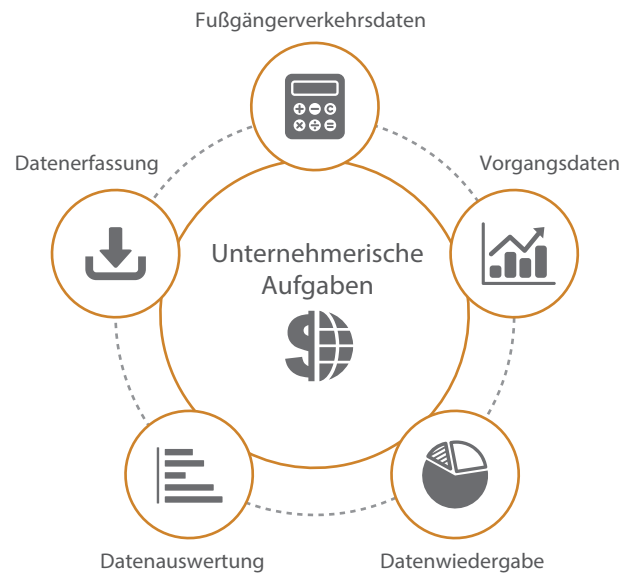 Fußgängerverkehrsdaten
Datenerfassung
Vorgangsdaten
Unternehmerische
Aufgaben
Datenauswertung
Datenwiedergabe